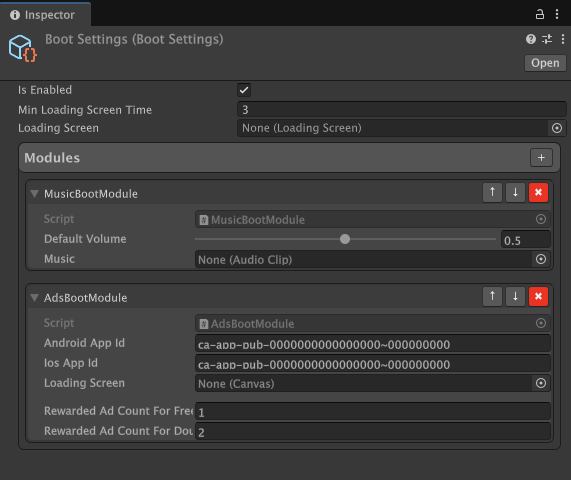 Inspector
Boot Settings (Boot Settings)
Open
Is Enabled
Min Loading Screen Time 3
Loading Screen None (Loading Screen)
Modules +
MusicBootModule ↑ ↓ ✖
Script # MusicBootModule
Default Volume 0.5
Music None (Audio Clip)
AdsBootModule ↑ ↓ ✖
Script # AdsBootModule
Android App Id ca-app-pub-0000000000000000~000000000
Ios App Id ca-app-pub-0000000000000000~000000000
Loading Screen None (Canvas)
Rewarded Ad Count For Free 1
Rewarded Ad Count For Dou 2